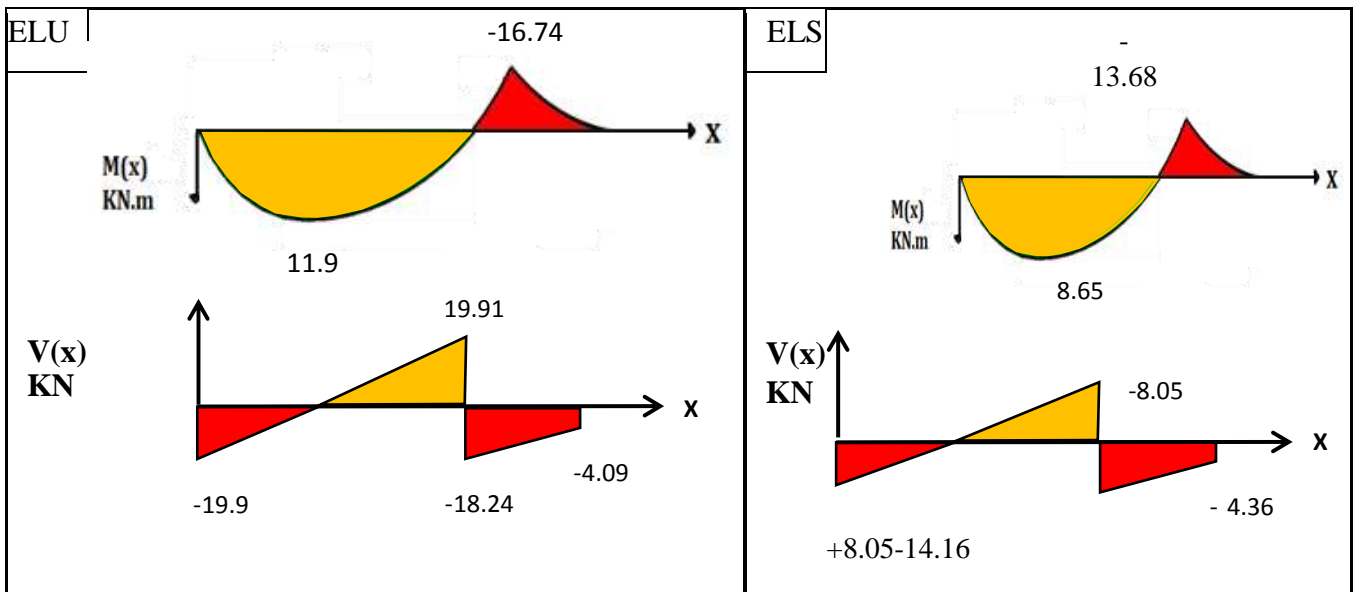 ELU
-16.74
X
M(x)
KN.m
11.9
19.91
V(x)
KN
X
-4.09
-19.9
-18.24
ELS
-
13.68
X
M(x)
KN.m
8.65
V(x)
KN
-8.05
X
- 4.36
+8.05-14.16